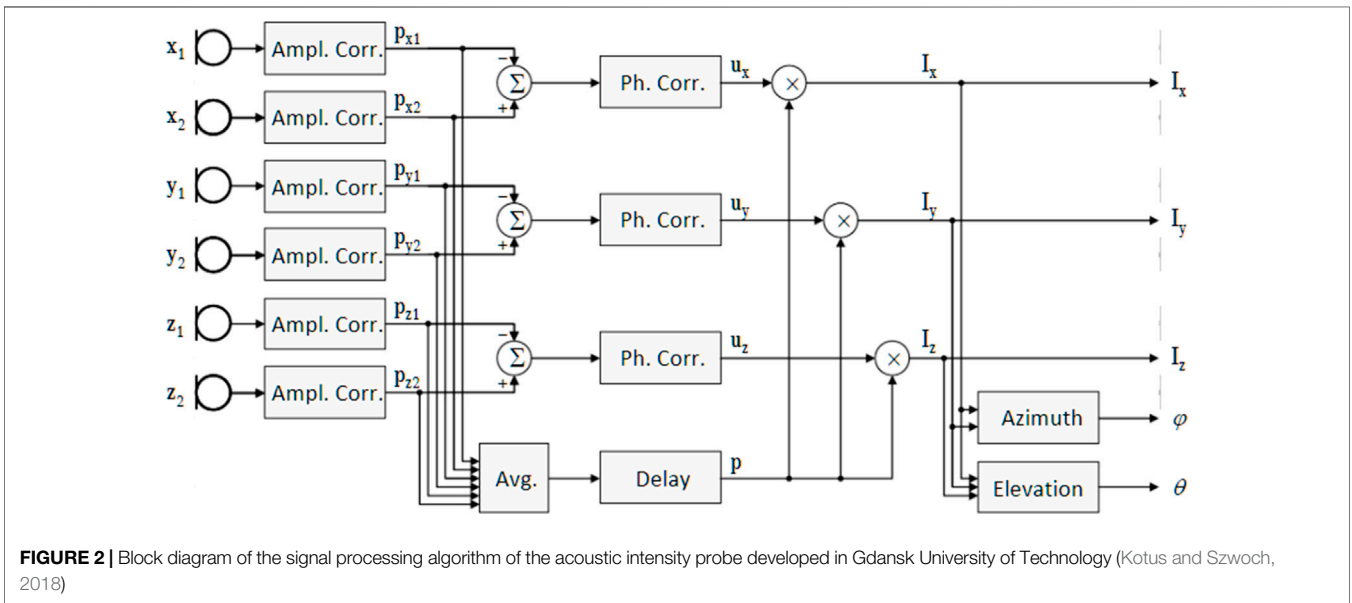 x1 Ampl. Corr. px1
x2 Ampl. Corr. px2
y1 Ampl. Corr. py1
y2 Ampl. Corr. py2
z1 Ampl. Corr. pz1
z2 Ampl. Corr. pz2
− Σ + Ph. Corr. ux × Ix Ix
− Σ + Ph. Corr. uy × Iy Iy
− Σ + Ph. Corr. uz × Iz Iz
Azimuth φ
Avg. Delay p Elevation θ
FIGURE 2 | Block diagram of the signal processing algorithm of the acoustic intensity probe developed in Gdansk University of Technology (Kotus and Szwoch,
2018)